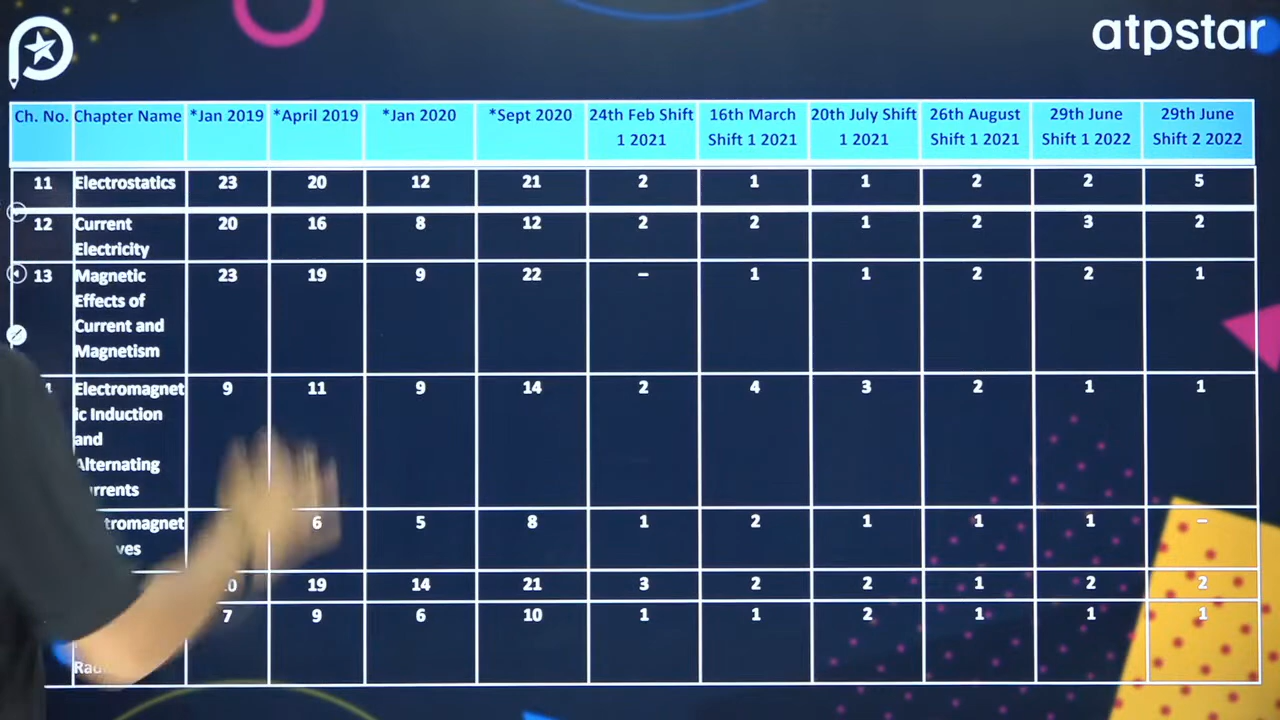 atpstar
Ch. No. Chapter Name *Jan 2019 *April 2019 *Jan 2020 *Sept 2020 24th Feb Shift 16th March 20th July Shift 26th August 29th June 29th June
1 2021 Shift 1 2021 1 2021 Shift 1 2021 Shift 1 2022 Shift 2 2022
11 Electrostatics 23 20 12 21 2 1 1 2 2 5
12 Current 20 16 8 12 2 2 1 2 3 2
Electricity
13 Magnetic 23 19 9 22 – 1 1 2 2 1
Effects of
Current and
Magnetism
Electromagnet 9 11 9 14 2 4 3 2 1 1
ic Induction
and
Alternating
6 5 8 1 2 1 1 1 –
19 14 21 3 2 2 1 2 2
7 9 6 10 1 1 2 1 1 1